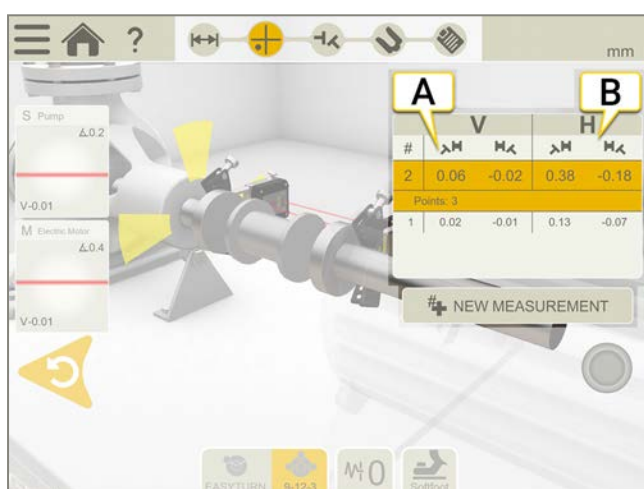 ?
mm
A
B
S Pump
∡0.2
V-0.01
M Electric Motor
∡0.4
V-0.01
V H
#
2 0.06 -0.02 0.38 -0.18
Points: 3
1 0.02 -0.01 0.13 -0.07
NEW MEASUREMENT
0
EASYTURN 9-12-3 Softfoot